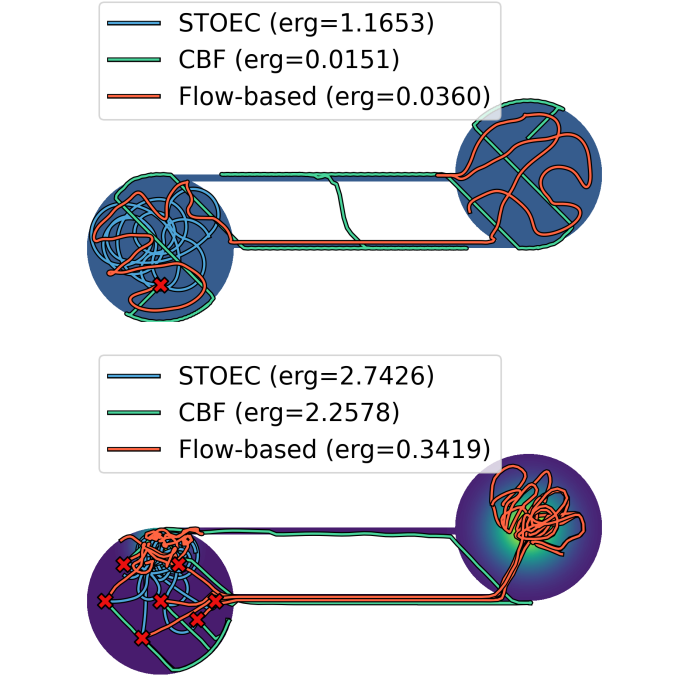 STOEC (erg=1.1653)
CBF (erg=0.0151)
Flow-based (erg=0.0360)
STOEC (erg=2.7426)
CBF (erg=2.2578)
Flow-based (erg=0.3419)